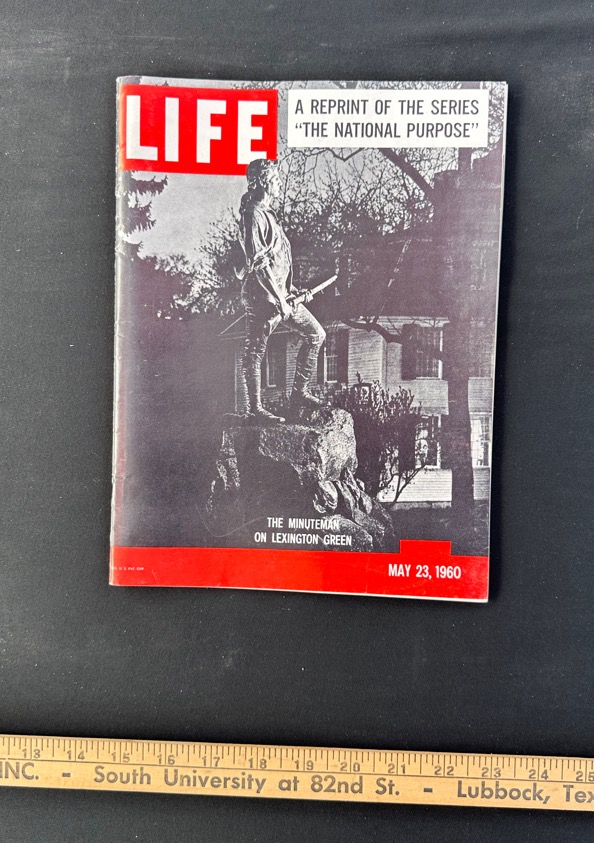 LIFE
A REPRINT OF THE SERIES
"THE NATIONAL PURPOSE"
THE MINUTEMAN
ON LEXINGTON GREEN
MAY 23, 1960
13 14 15 16 17 18 19 20 21 22 23 24 25
INC. - South University at 82nd St. - Lubbock, Tex